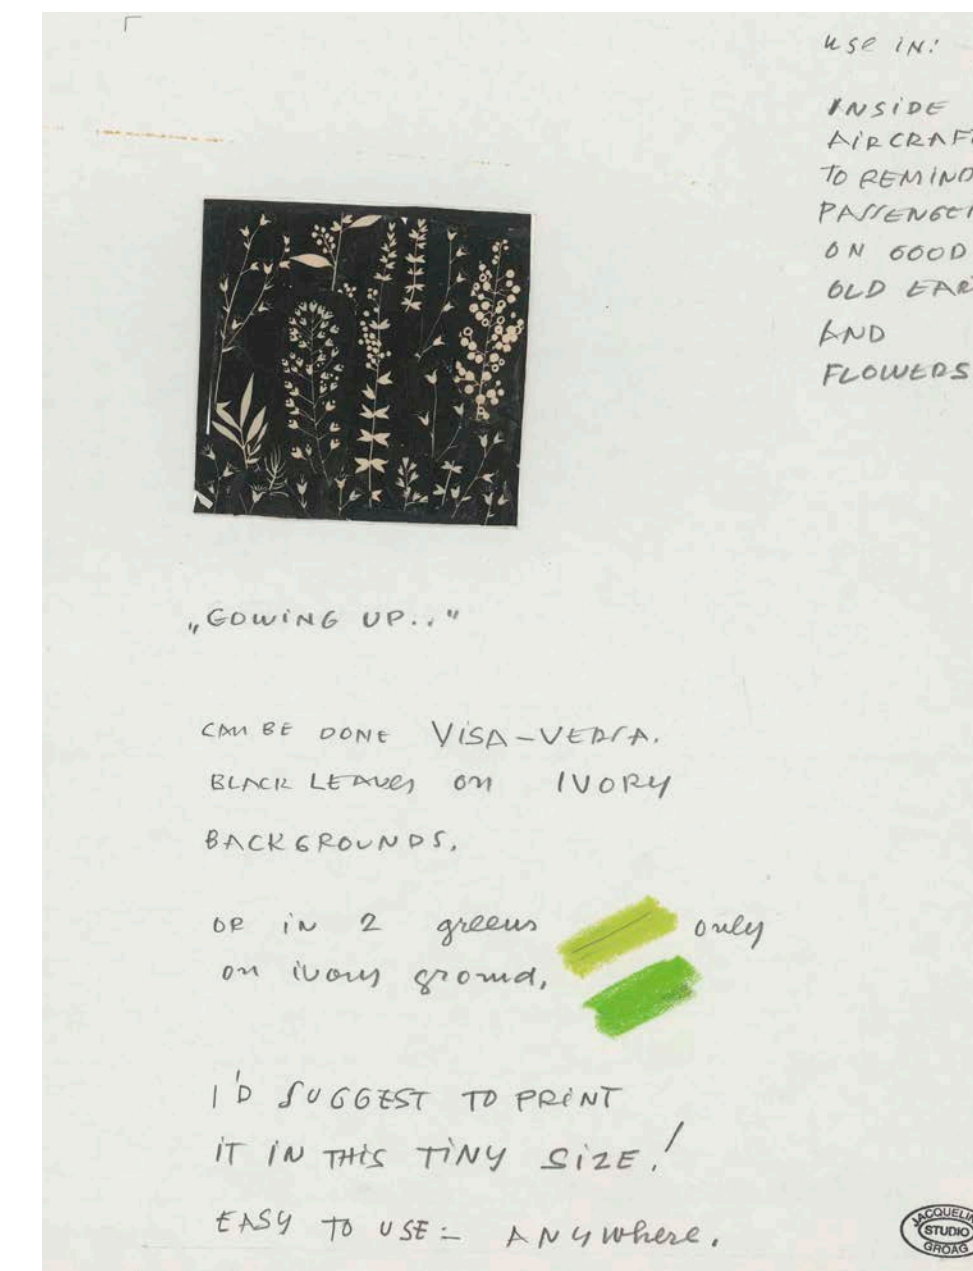 use in:
INSIDE
AIRCRAF
TO REMIND
PASSENGE
ON GOOD
OLD EAR
AND
FLOWERS
„GOWING UP.."
CAN BE DONE VISA-VERSA.
BLACK LEAVES on IVORY
BACKGROUNDS.
OR in 2 greens only
on ivory ground,
I'D SUGGEST TO PRINT
IT IN THIS TINY SIZE!
EASY TO USE:- ANYwhere.
JACQUELIN
STUDIO
GROAG